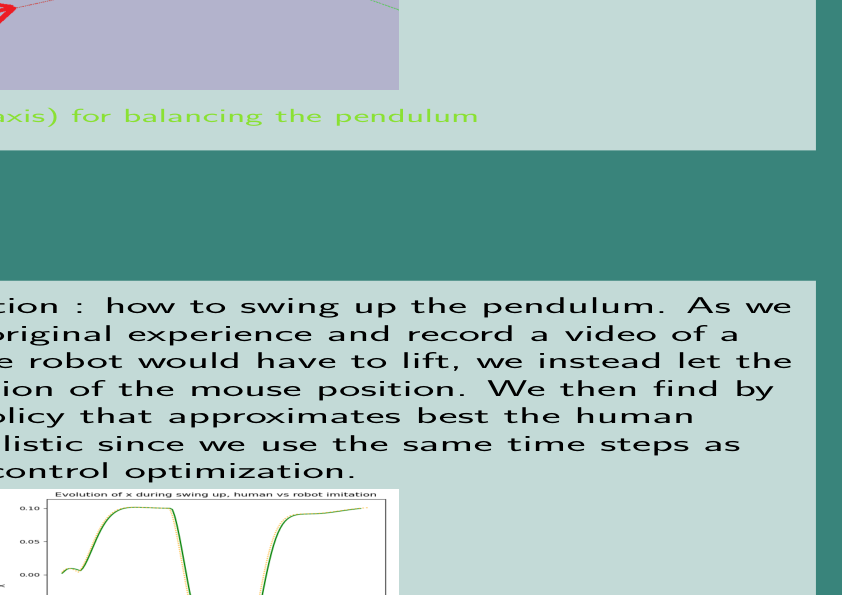 axis) for balancing the pendulum
tion : how to swing up the pendulum. As we
original experience and record a video of a
e robot would have to lift, we instead let the
ion of the mouse position. We then find by
olicy that approximates best the human
listic since we use the same time steps as
control optimization.
Evolution of x during swing up, human vs robot imitation
0.10
0.05
0.00
x